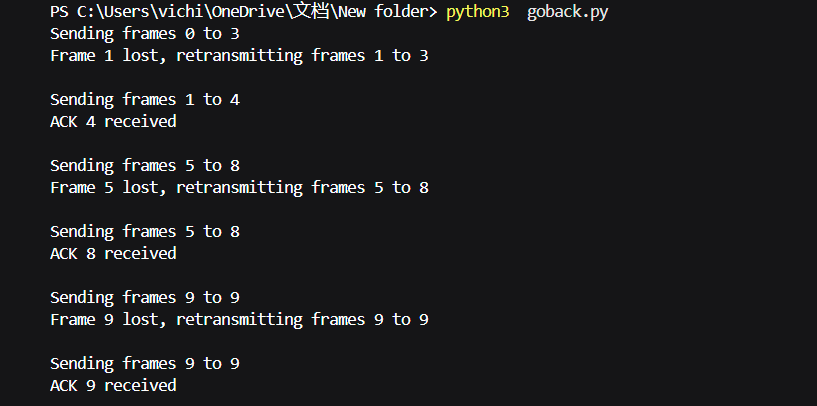 PS C:\Users\vichi\OneDrive\文档\New folder> python3  goback.py
Sending frames 0 to 3
Frame 1 lost, retransmitting frames 1 to 3
Sending frames 1 to 4
ACK 4 received
Sending frames 5 to 8
Frame 5 lost, retransmitting frames 5 to 8
Sending frames 5 to 8
ACK 8 received
Sending frames 9 to 9
Frame 9 lost, retransmitting frames 9 to 9
Sending frames 9 to 9
ACK 9 received